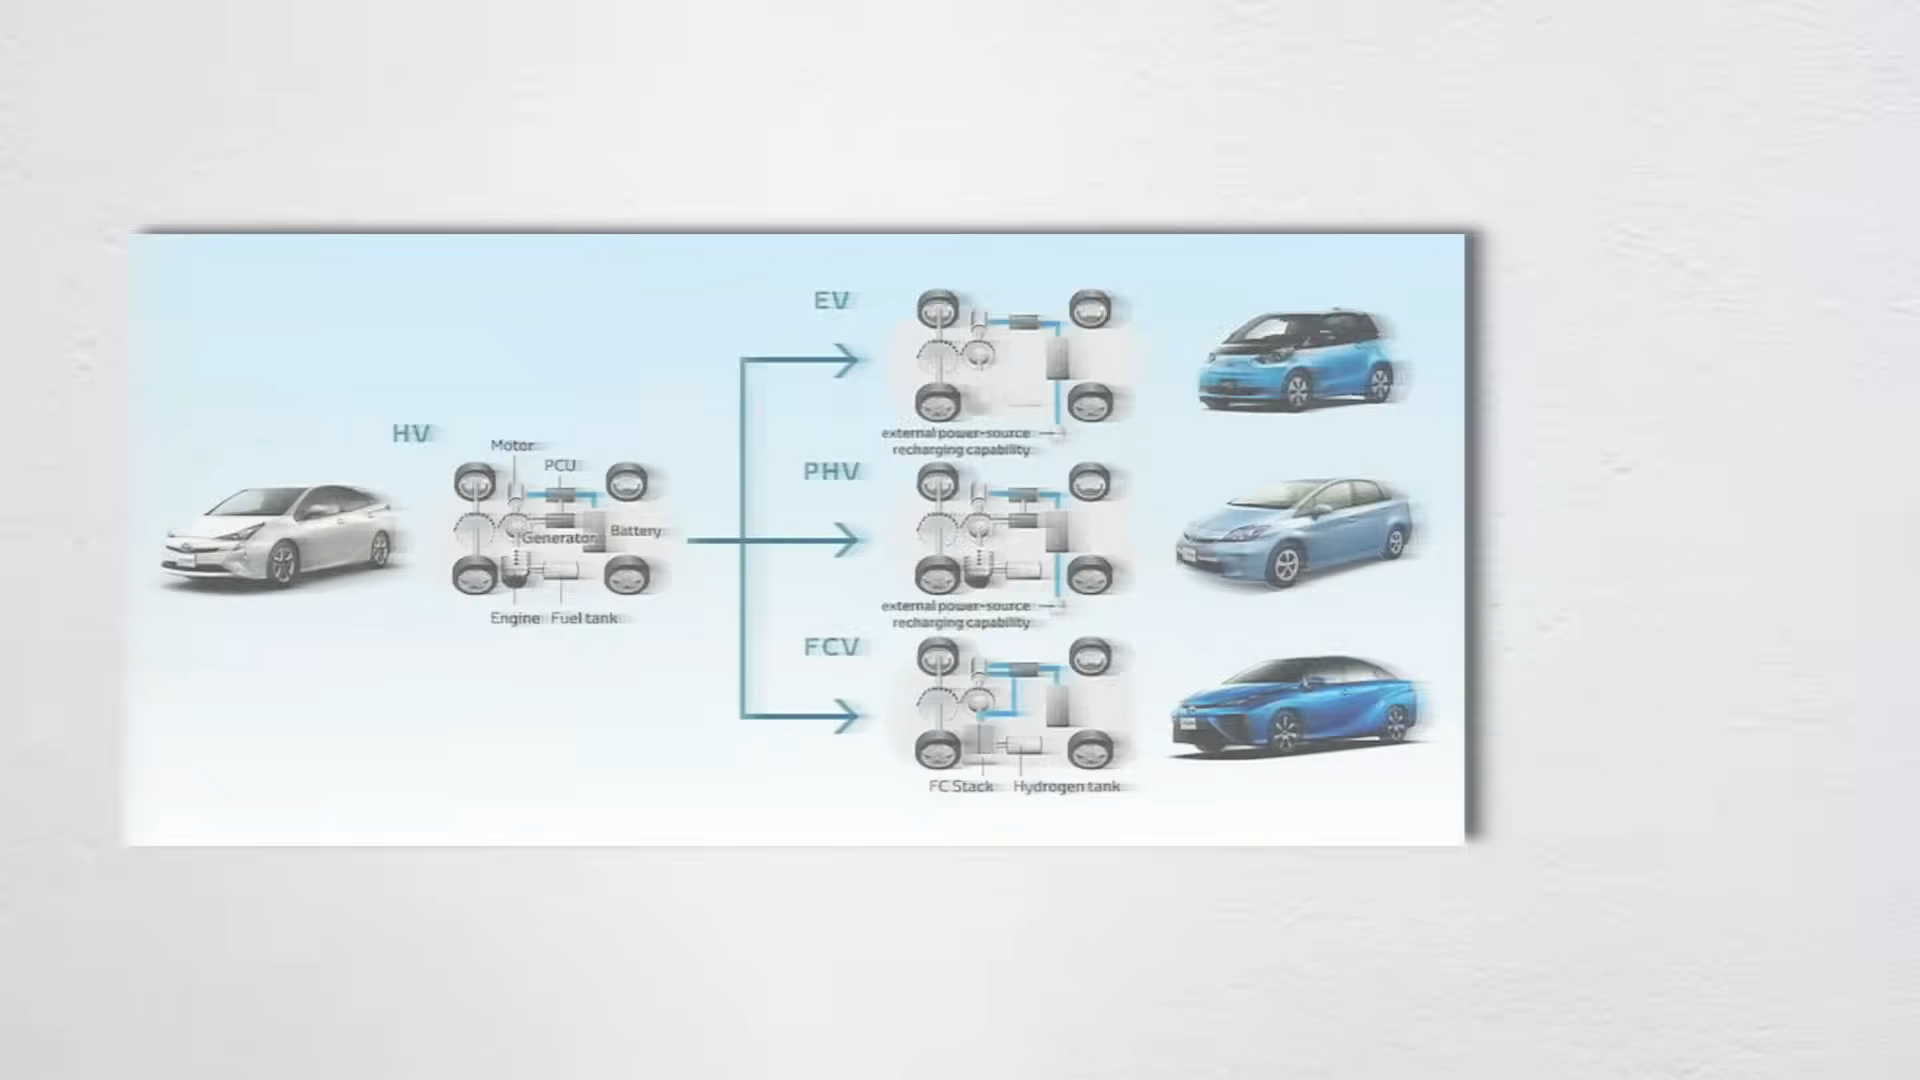 HV
Motor
PCU
Generator
Battery
Engine Fuel tank
EV
external power-source
recharging capability
PHV
external power-source
recharging capability
FCV
FC Stack Hydrogen tank